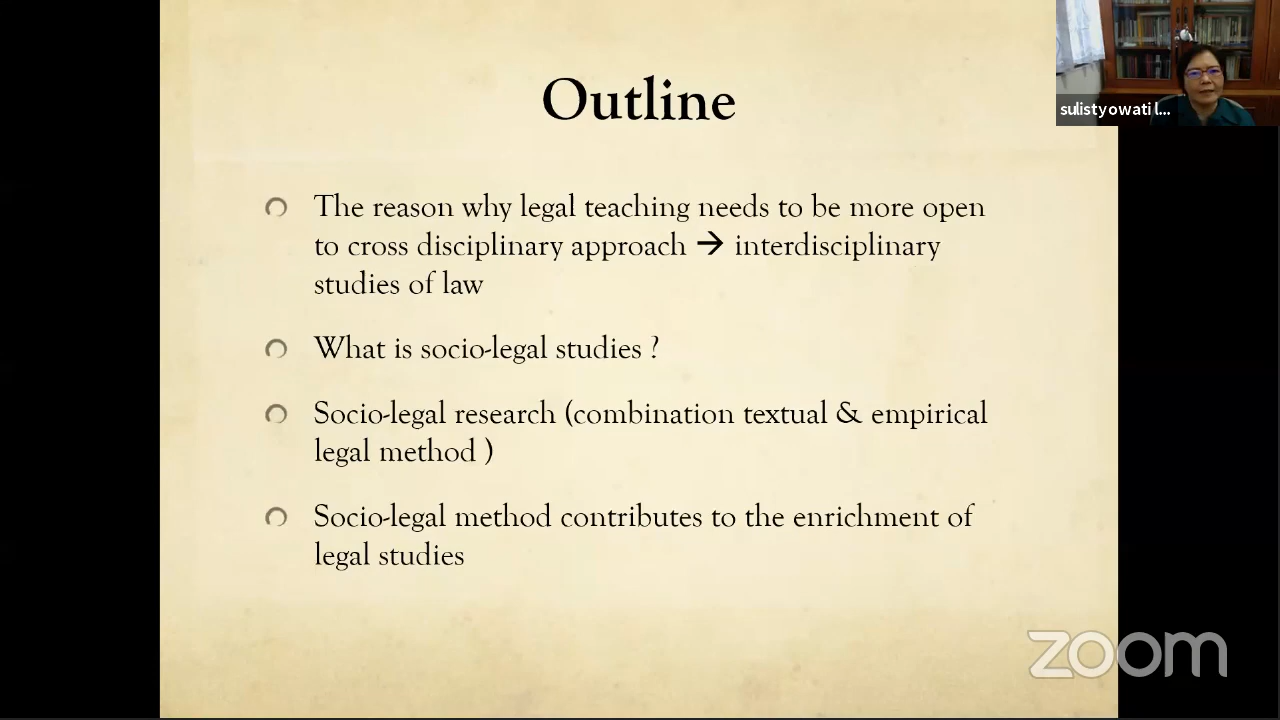 Outline
sulistyowati l...
The reason why legal teaching needs to be more open
to cross disciplinary approach → interdisciplinary
studies of law
What is socio-legal studies ?
Socio-legal research (combination textual & empirical
legal method )
Socio-legal method contributes to the enrichment of
legal studies
zoom